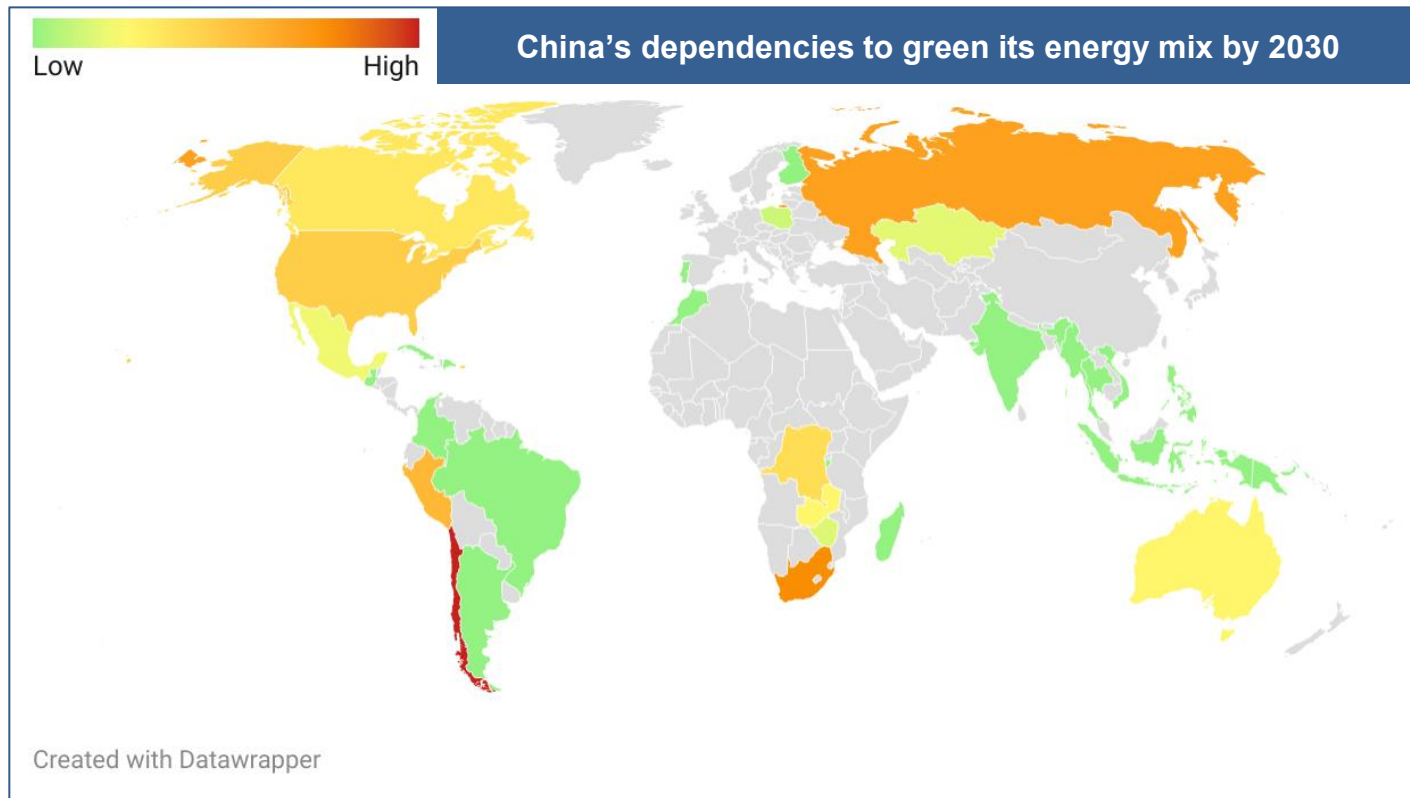 China’s dependencies to green its energy mix by 2030
Low
High
Created with Datawrapper